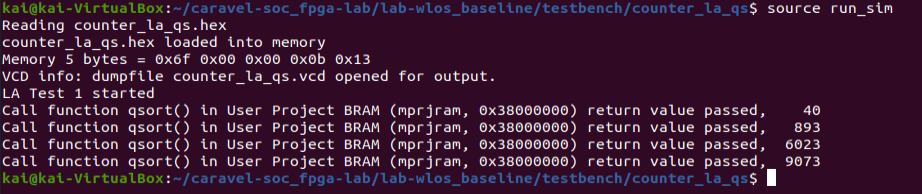 kai@kai-VirtualBox:~/caravel-soc_fpga-lab/lab-wlos_baseline/testbench/counter_la_qs$ source run_sim
Reading counter_la_qs.hex
counter_la_qs.hex loaded into memory
Memory 5 bytes = 0x6f 0x00 0x00 0x0b 0x13
VCD info: dumpfile counter_la_qs.vcd opened for output.
LA Test 1 started
Call function qsort() in User Project BRAM (mprjram, 0x38000000) return value passed,    40
Call function qsort() in User Project BRAM (mprjram, 0x38000000) return value passed,   893
Call function qsort() in User Project BRAM (mprjram, 0x38000000) return value passed,  6023
Call function qsort() in User Project BRAM (mprjram, 0x38000000) return value passed,  9073
kai@kai-VirtualBox:~/caravel-soc_fpga-lab/lab-wlos_baseline/testbench/counter_la_qs$